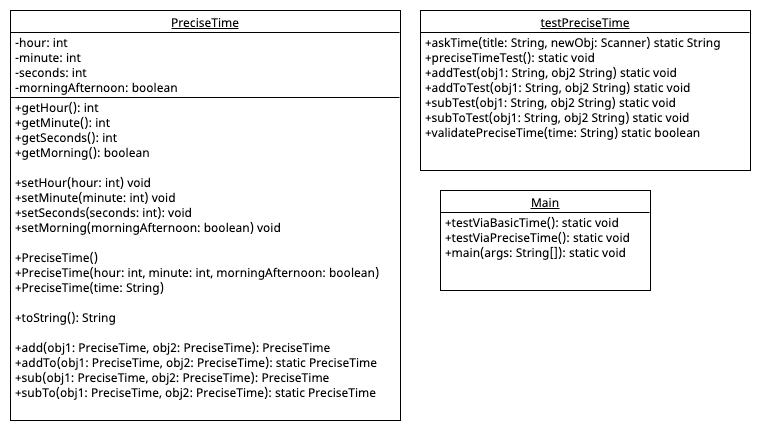 PreciseTime
-hour: int
-minute: int
-seconds: int
-morningAfternoon: boolean
+getHour(): int
+getMinute(): int
+getSeconds(): int
+getMorning(): boolean
+setHour(hour: int) void
+setMinute(minute: int) void
+setSeconds(seconds: int): void
+setMorning(morningAfternoon: boolean) void
+PreciseTime()
+PreciseTime(hour: int, minute: int, morningAfternoon: boolean)
+PreciseTime(time: String)
+toString(): String
+add(obj1: PreciseTime, obj2: PreciseTime): PreciseTime
+addTo(obj1: PreciseTime, obj2: PreciseTime): static PreciseTime
+sub(obj1: PreciseTime, obj2: PreciseTime): PreciseTime
+subTo(obj1: PreciseTime, obj2: PreciseTime): static PreciseTime
testPreciseTime
+askTime(title: String, newObj: Scanner) static String
+preciseTimeTest(): static void
+addTest(obj1: String, obj2 String) static void
+addToTest(obj1: String, obj2 String) static void
+subTest(obj1: String, obj2 String) static void
+subToTest(obj1: String, obj2 String) static void
+validatePreciseTime(time: String) static boolean
Main
+testViaBasicTime(): static void
+testViaPreciseTime(): static void
+main(args: String[]): static void